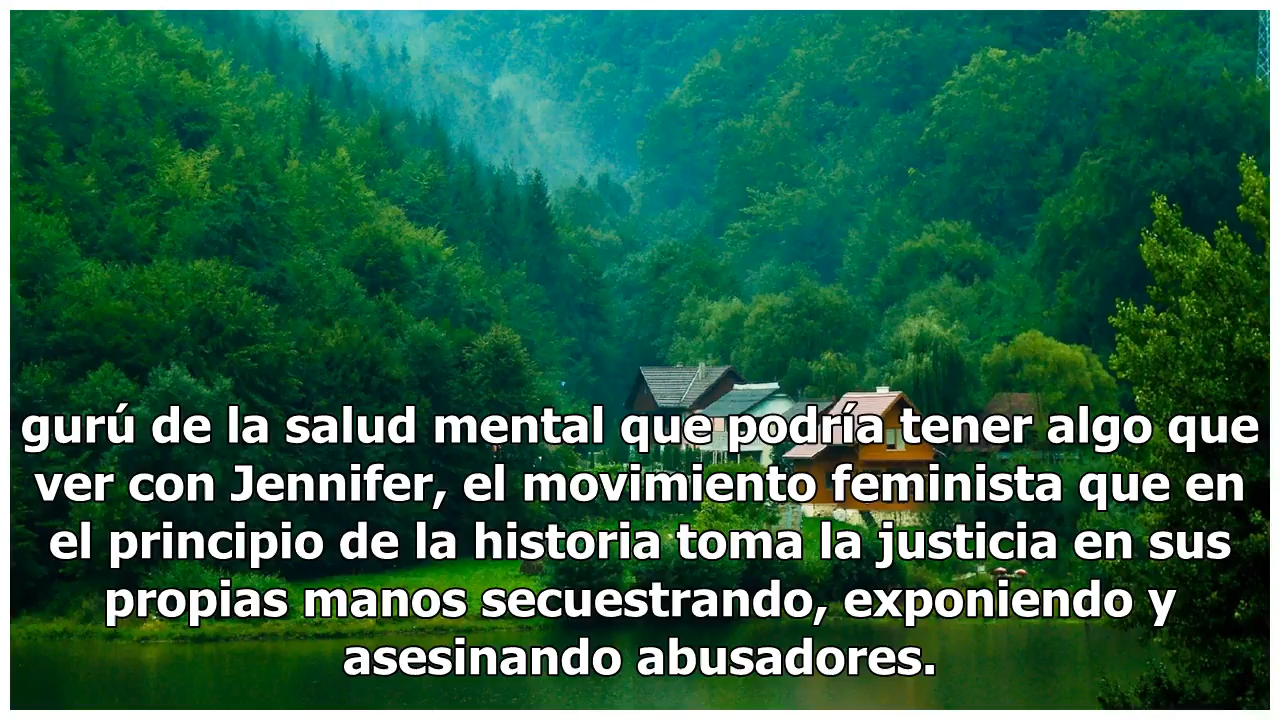 gurú de la salud mental que podría tener algo que
ver con Jennifer, el movimiento feminista que en
el principio de la historia toma la justicia en sus
propias manos secuestrando, exponiendo y
asesinando abusadores.